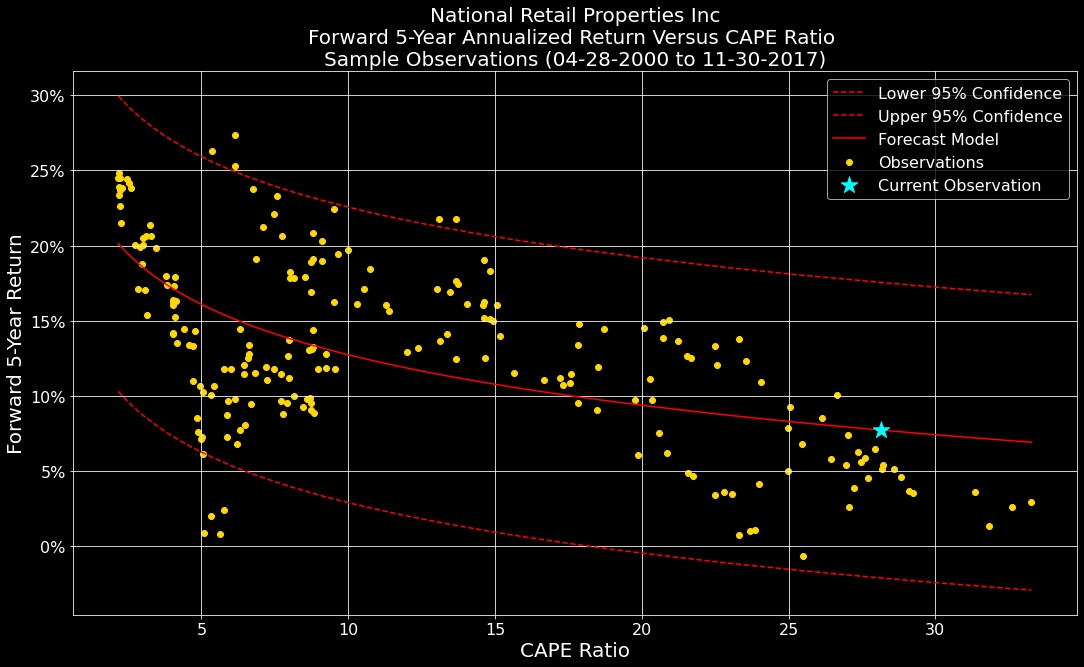 National Retail Properties Inc
Forward 5-Year Annualized Return Versus CAPE Ratio
Sample Observations (04-28-2000 to 11-30-2017)
Lower 95% Confidence
Upper 95% Confidence
Forecast Model
Observations
Current Observation
Forward 5-Year Return
30%
25%
20%
15%
10%
5%
0%
5 10 15 20 25 30
CAPE Ratio